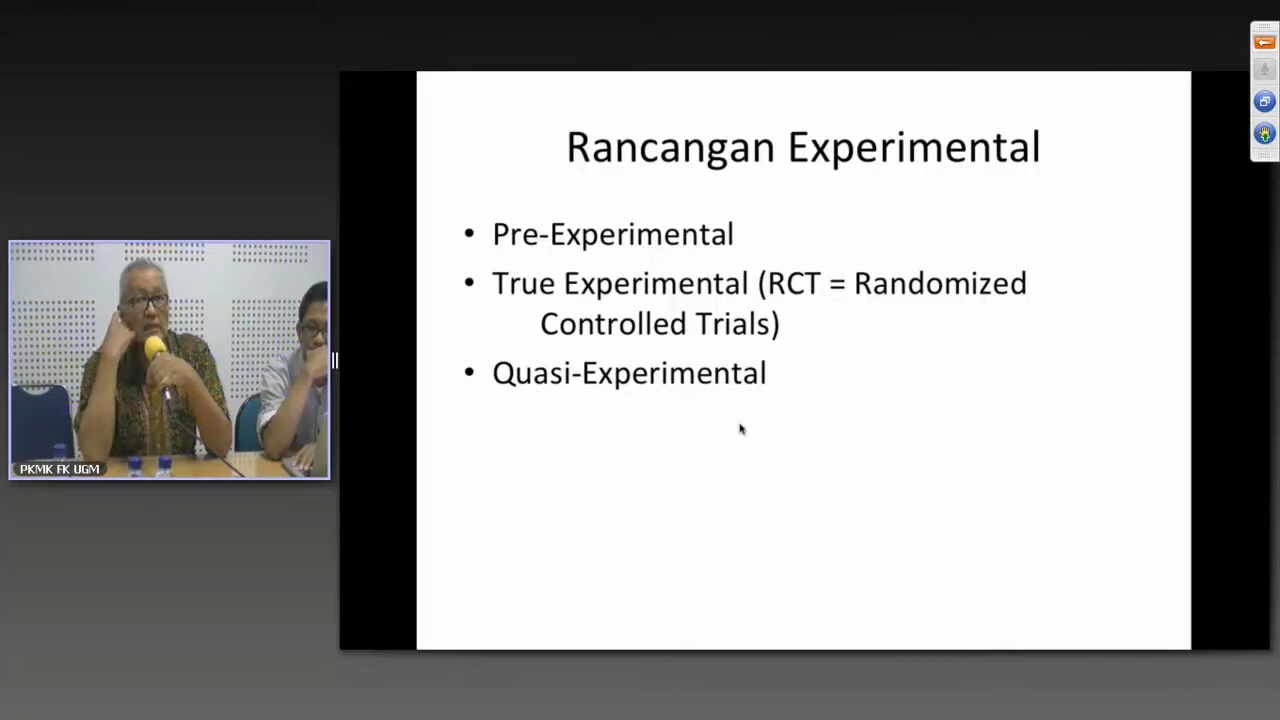 Rancangan Experimental
• Pre-Experimental
• True Experimental (RCT = Randomized
Controlled Trials)
• Quasi-Experimental
PKMK FK UGM